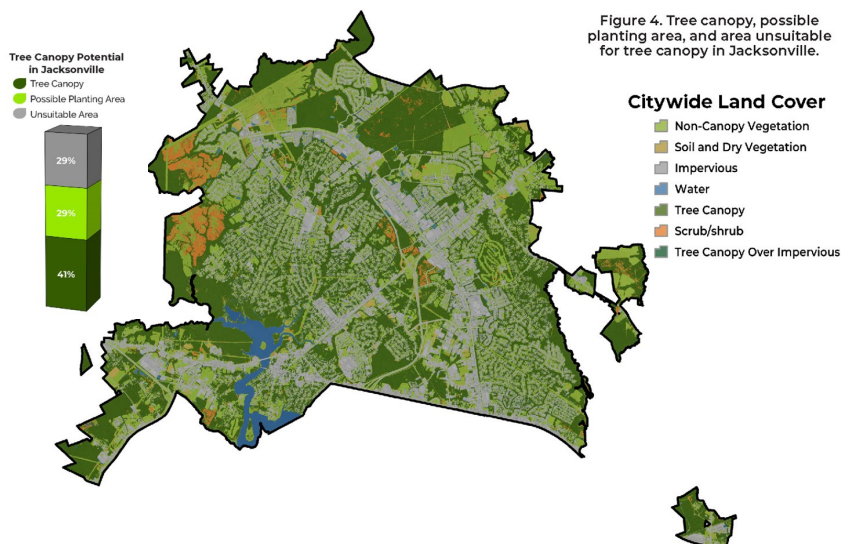 Figure 4. Tree canopy, possible
planting area, and area unsuitable
for tree canopy in Jacksonville.
Tree Canopy Potential
in Jacksonville
Tree Canopy
Possible Planting Area
Unsuitable Area
29%
29%
41%
Citywide Land Cover
Non-Canopy Vegetation
Soil and Dry Vegetation
Impervious
Water
Tree Canopy
Scrub/shrub
Tree Canopy Over Impervious